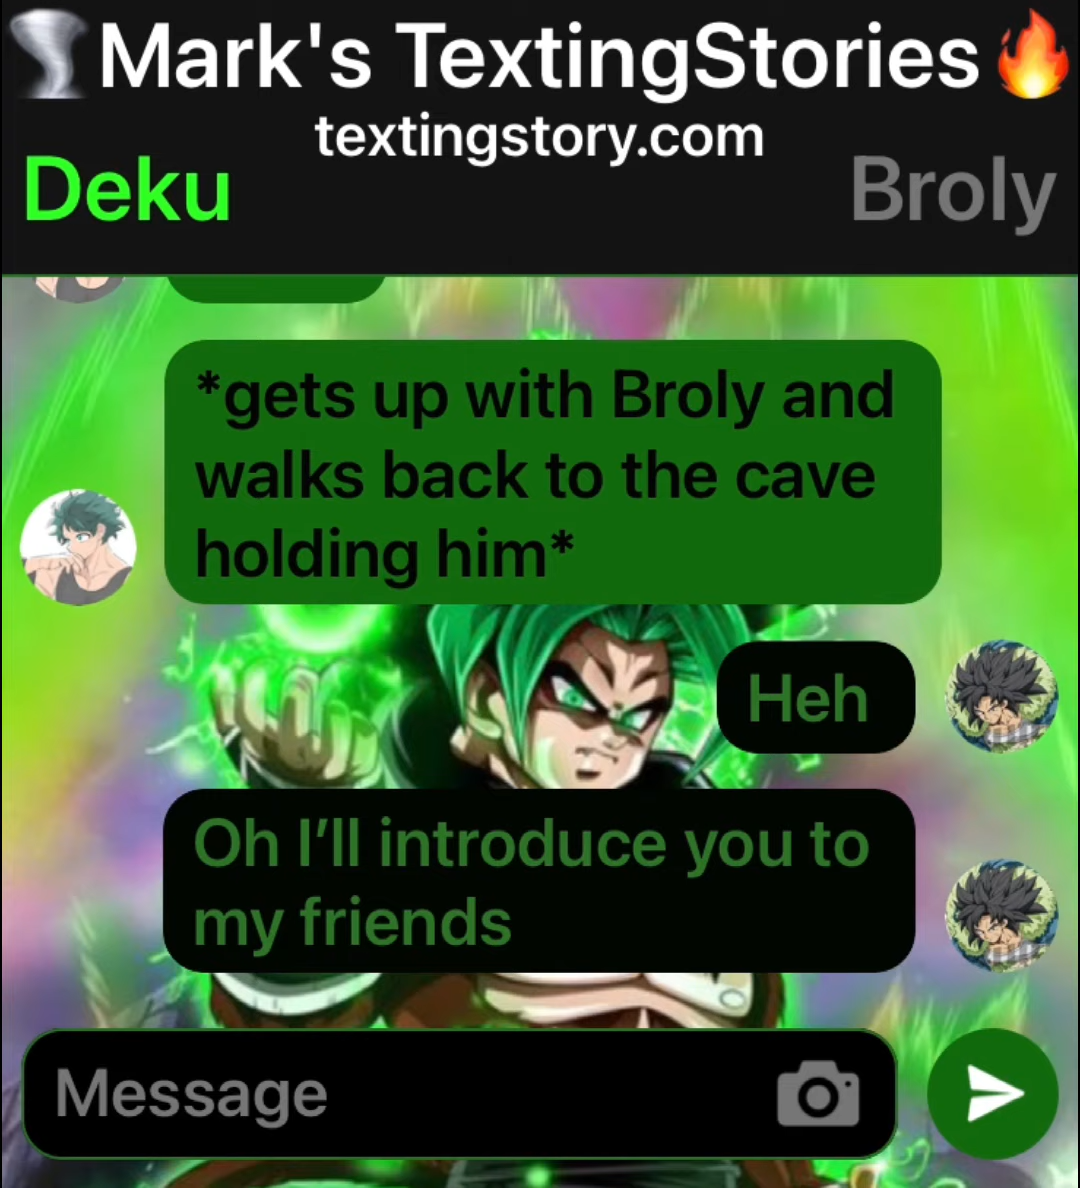 Mark's TextingStories
textingstory.com
Deku
Broly
*gets up with Broly and
walks back to the cave
holding him*
Heh
Oh I’ll introduce you to
my friends
Message